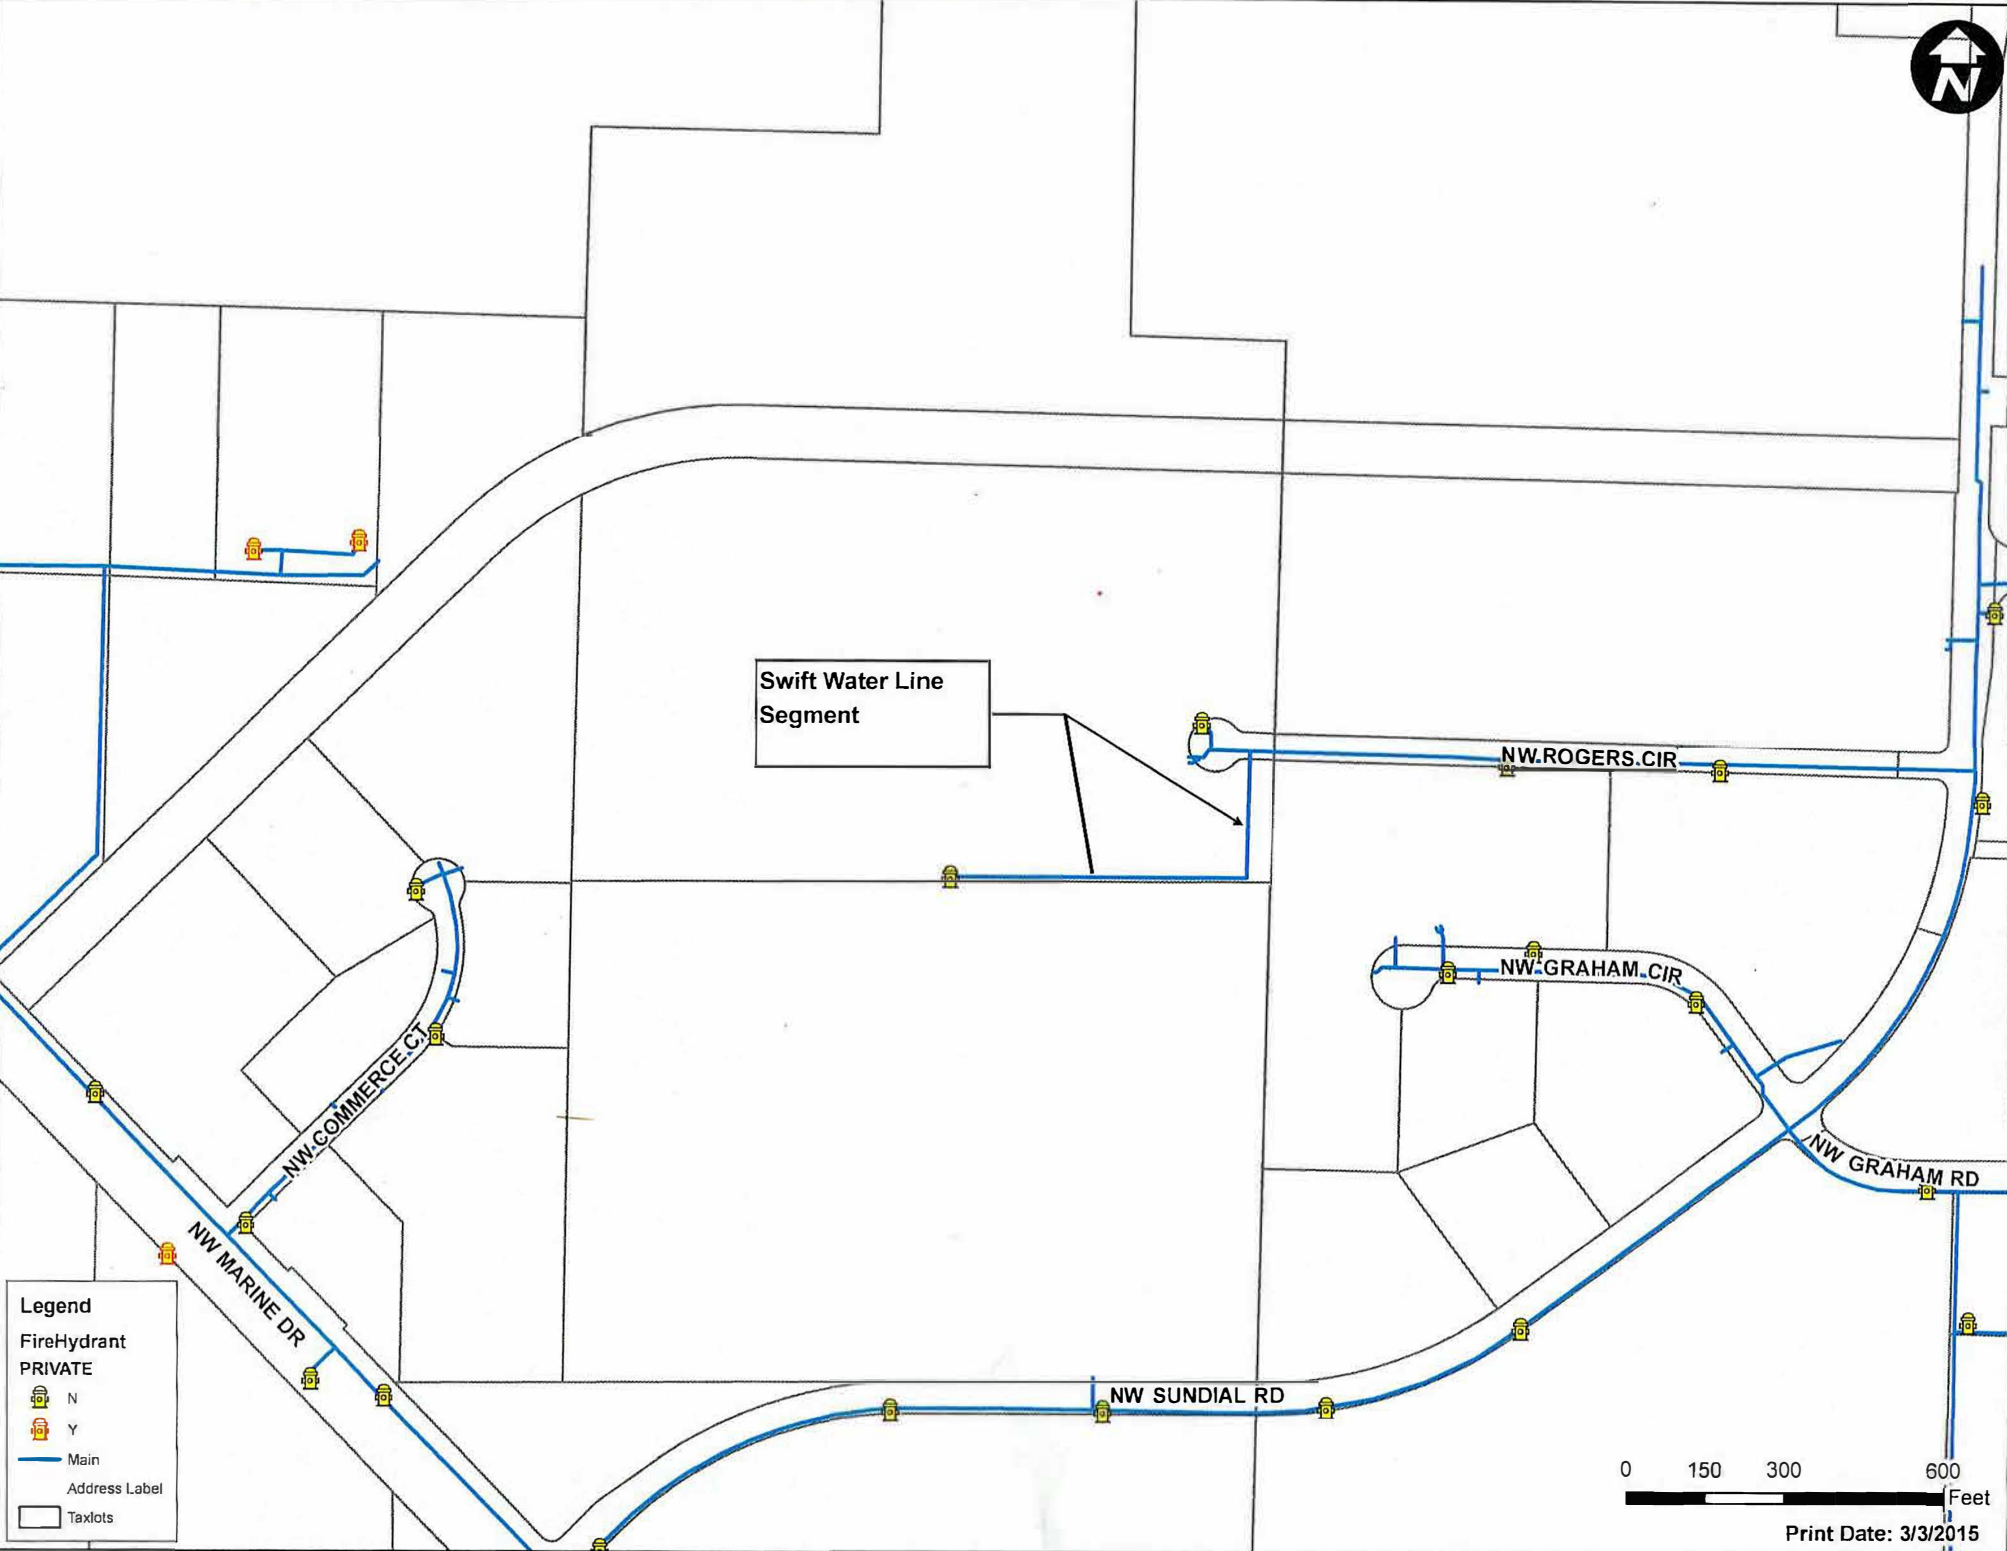 N
Swift Water Line
Segment
NW ROGERS CIR
NW GRAHAM CIR
NW COMMERCE CT
NW GRAHAM RD
NW MARINE DR
NW SUNDIAL RD
Legend
FireHydrant
PRIVATE
N
Y
Main
Address Label
Taxlots
0 150 300 600
Feet
Print Date: 3/3/2015